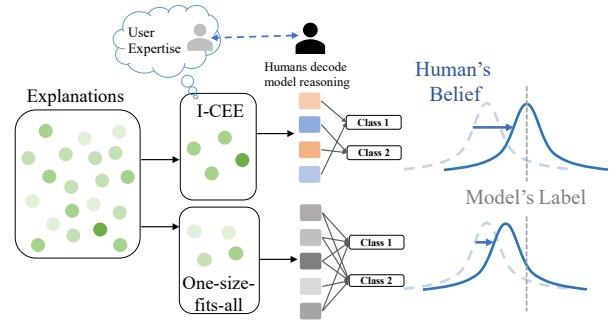 User
Expertise
Humans decode
model reasoning
Human's
Belief
Explanations
I-CEE
Class 1
Class 2
Model's Label
Class 1
Class 2
One-size-
fits-all